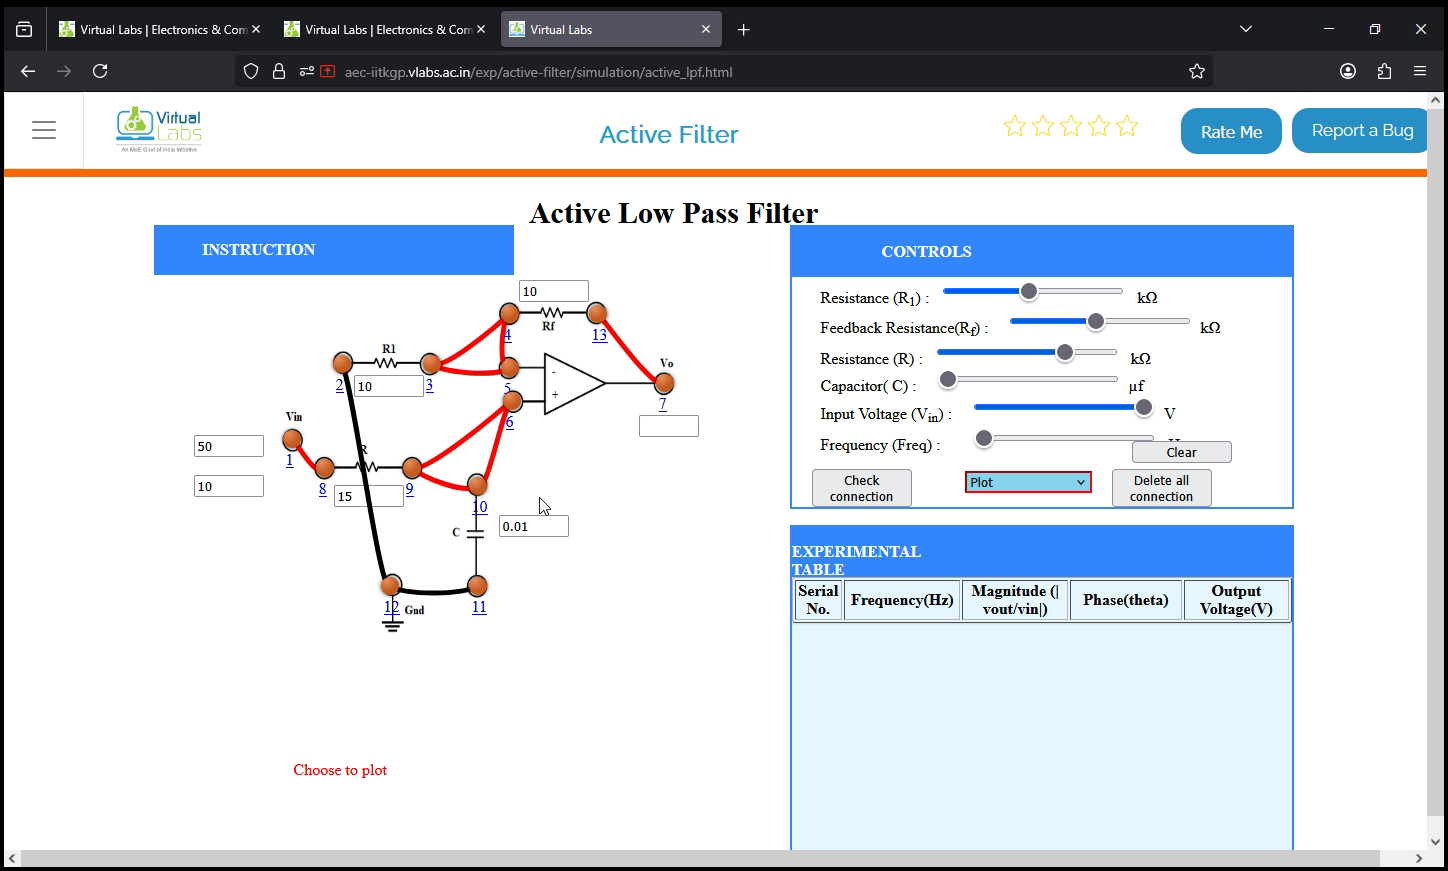 Virtual Labs | Electronics & Com
Virtual Labs | Electronics & Com
Virtual Labs
aec-iitkgp.vlabs.ac.in/exp/active-filter/simulation/active_lpf.html
Virtual
Labs
An MoE Govt of India Initiative
Active Filter
Rate Me
Report a Bug
Active Low Pass Filter
INSTRUCTION
10
4
Rf
13
R1
2
10
3
5
-
+
6
Vo
7
Vin
50
1
R
8
15
9
10
10
C
0.01
12
Gnd
11
Choose to plot
CONTROLS
Resistance (R1) : kΩ
Feedback Resistance(Rf) : kΩ
Resistance (R) : kΩ
Capacitor( C) : μf
Input Voltage (Vin) : V
Frequency (Freq) :
Clear
Check
connection
Plot
Delete all
connection
EXPERIMENTAL
TABLE
Serial
No.
Frequency(Hz)
Magnitude (|
vout/vin|)
Phase(theta)
Output
Voltage(V)